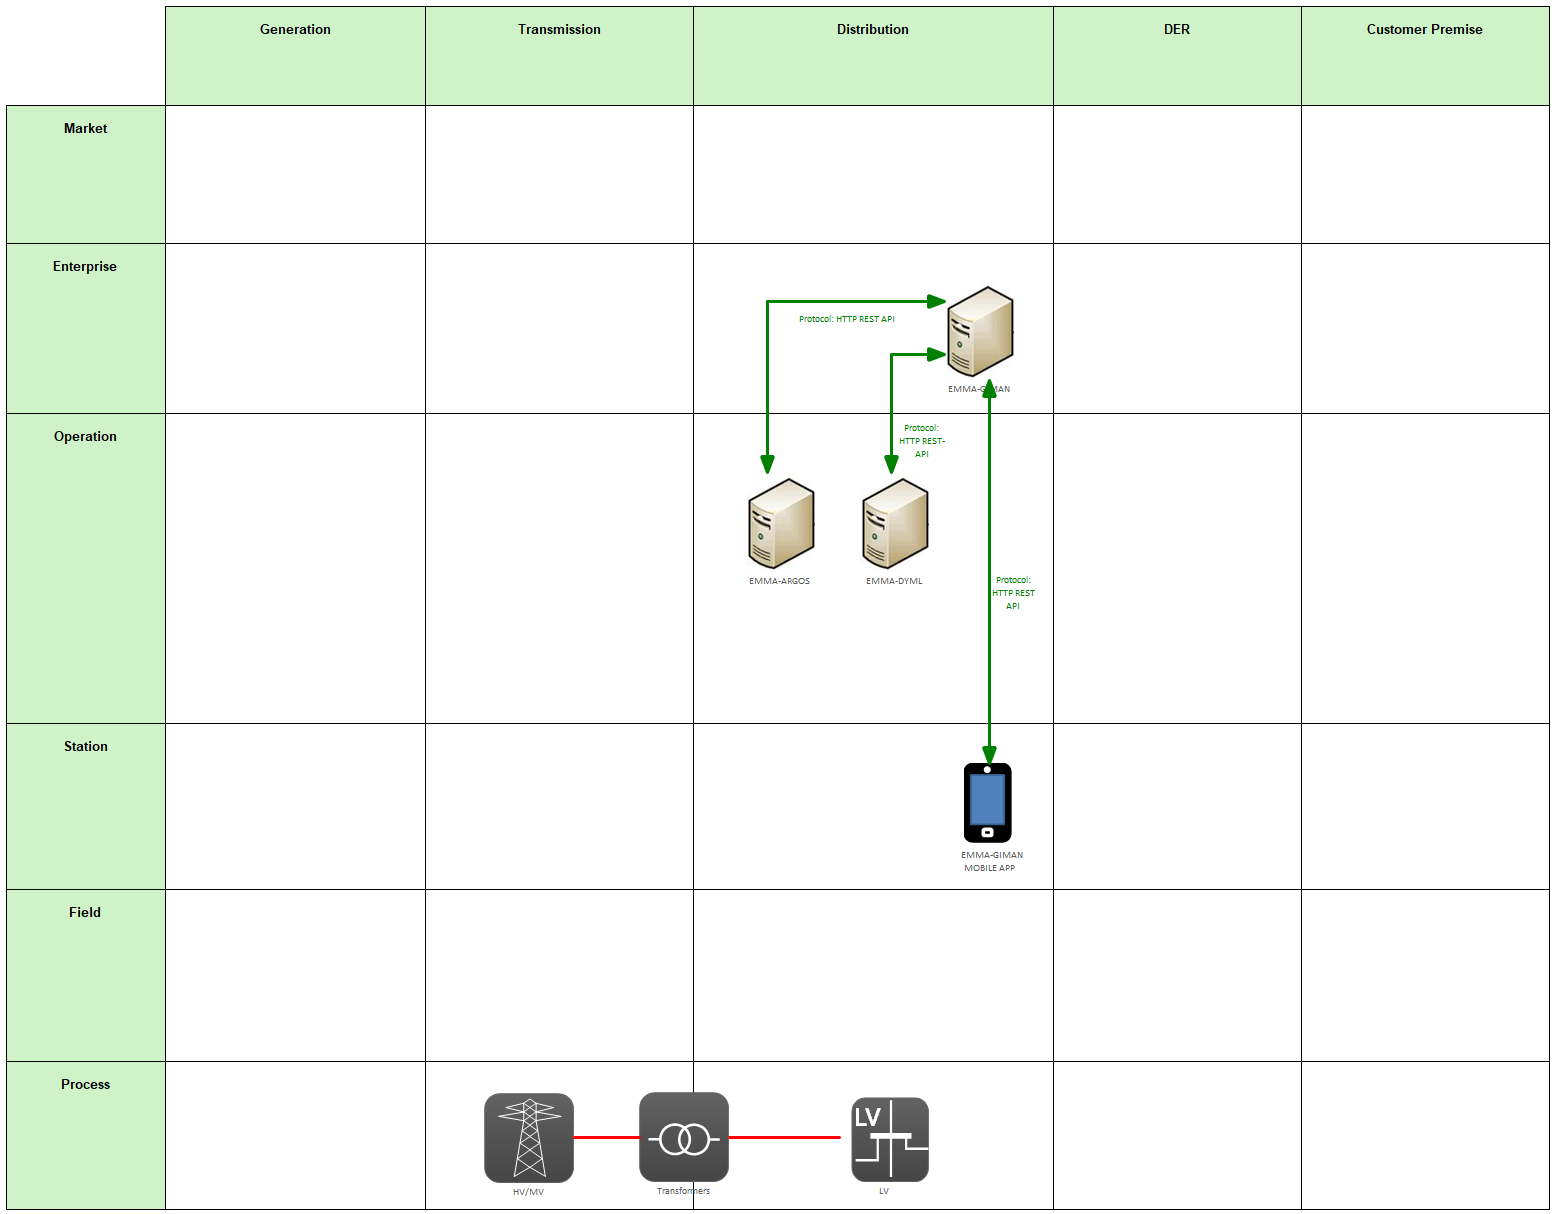 Generation
Transmission
Distribution
DER
Customer Premise
Market
Enterprise
Protocol: HTTP REST API
EMMA-GIMAN
Operation
Protocol:
HTTP REST-
API
EMMA-ARGOS
EMMA-DYML
Protocol:
HTTP REST
API
Station
EMMA-GIMAN
MOBILE APP
Field
Process
LV
HV/MV
Transformers
LV